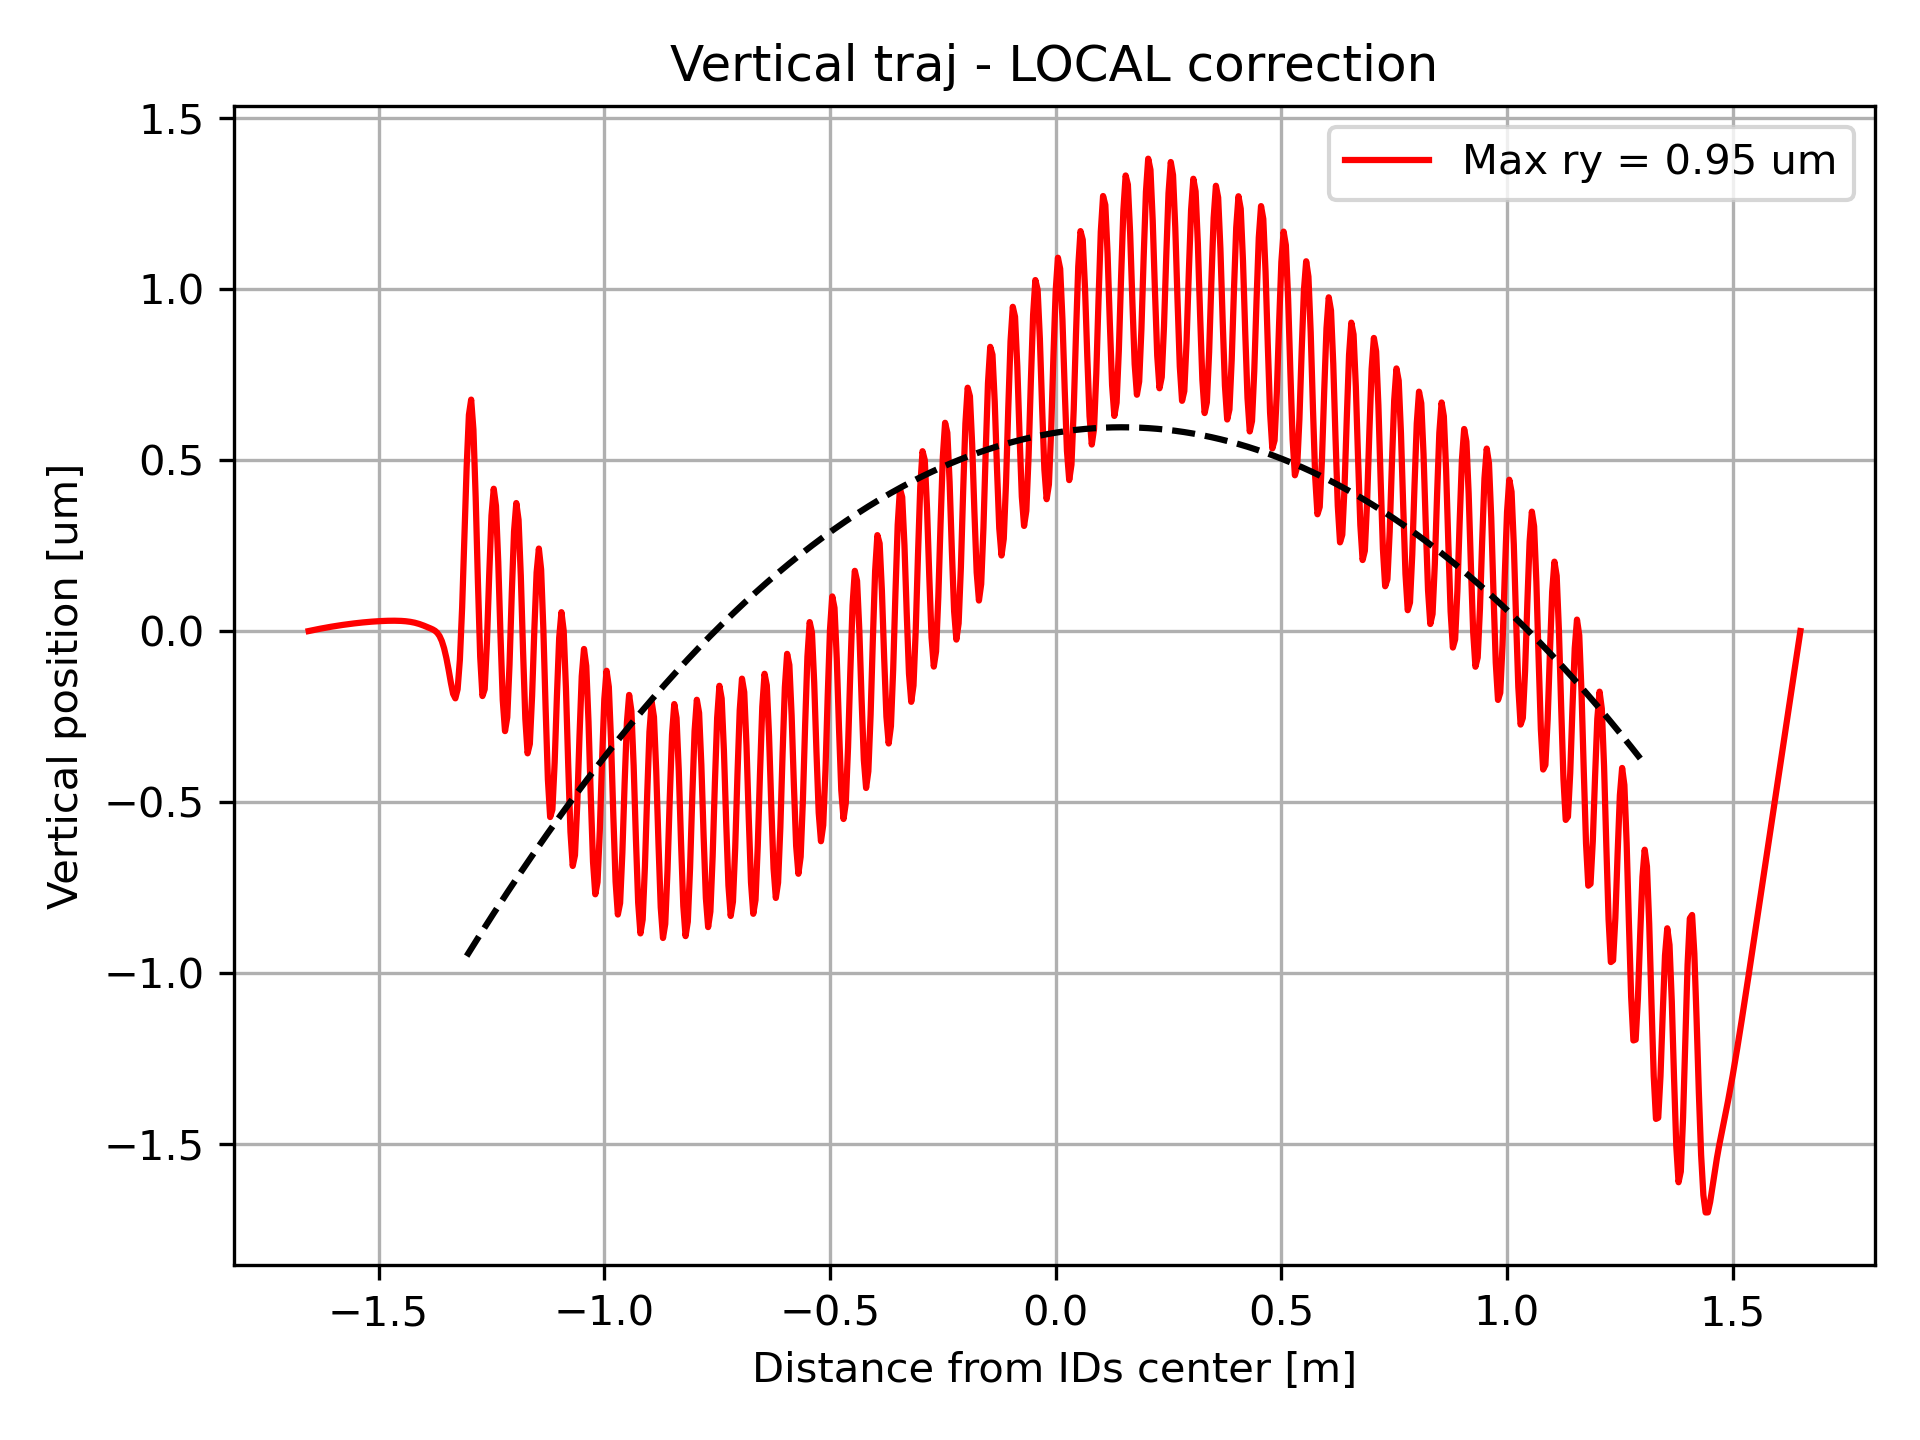 Vertical traj - LOCAL correction
Max ry = 0.95 um
Vertical position [um]
1.5
1.0
0.5
0.0
−0.5
−1.0
−1.5
−1.5 −1.0 −0.5 0.0 0.5 1.0 1.5
Distance from IDs center [m]